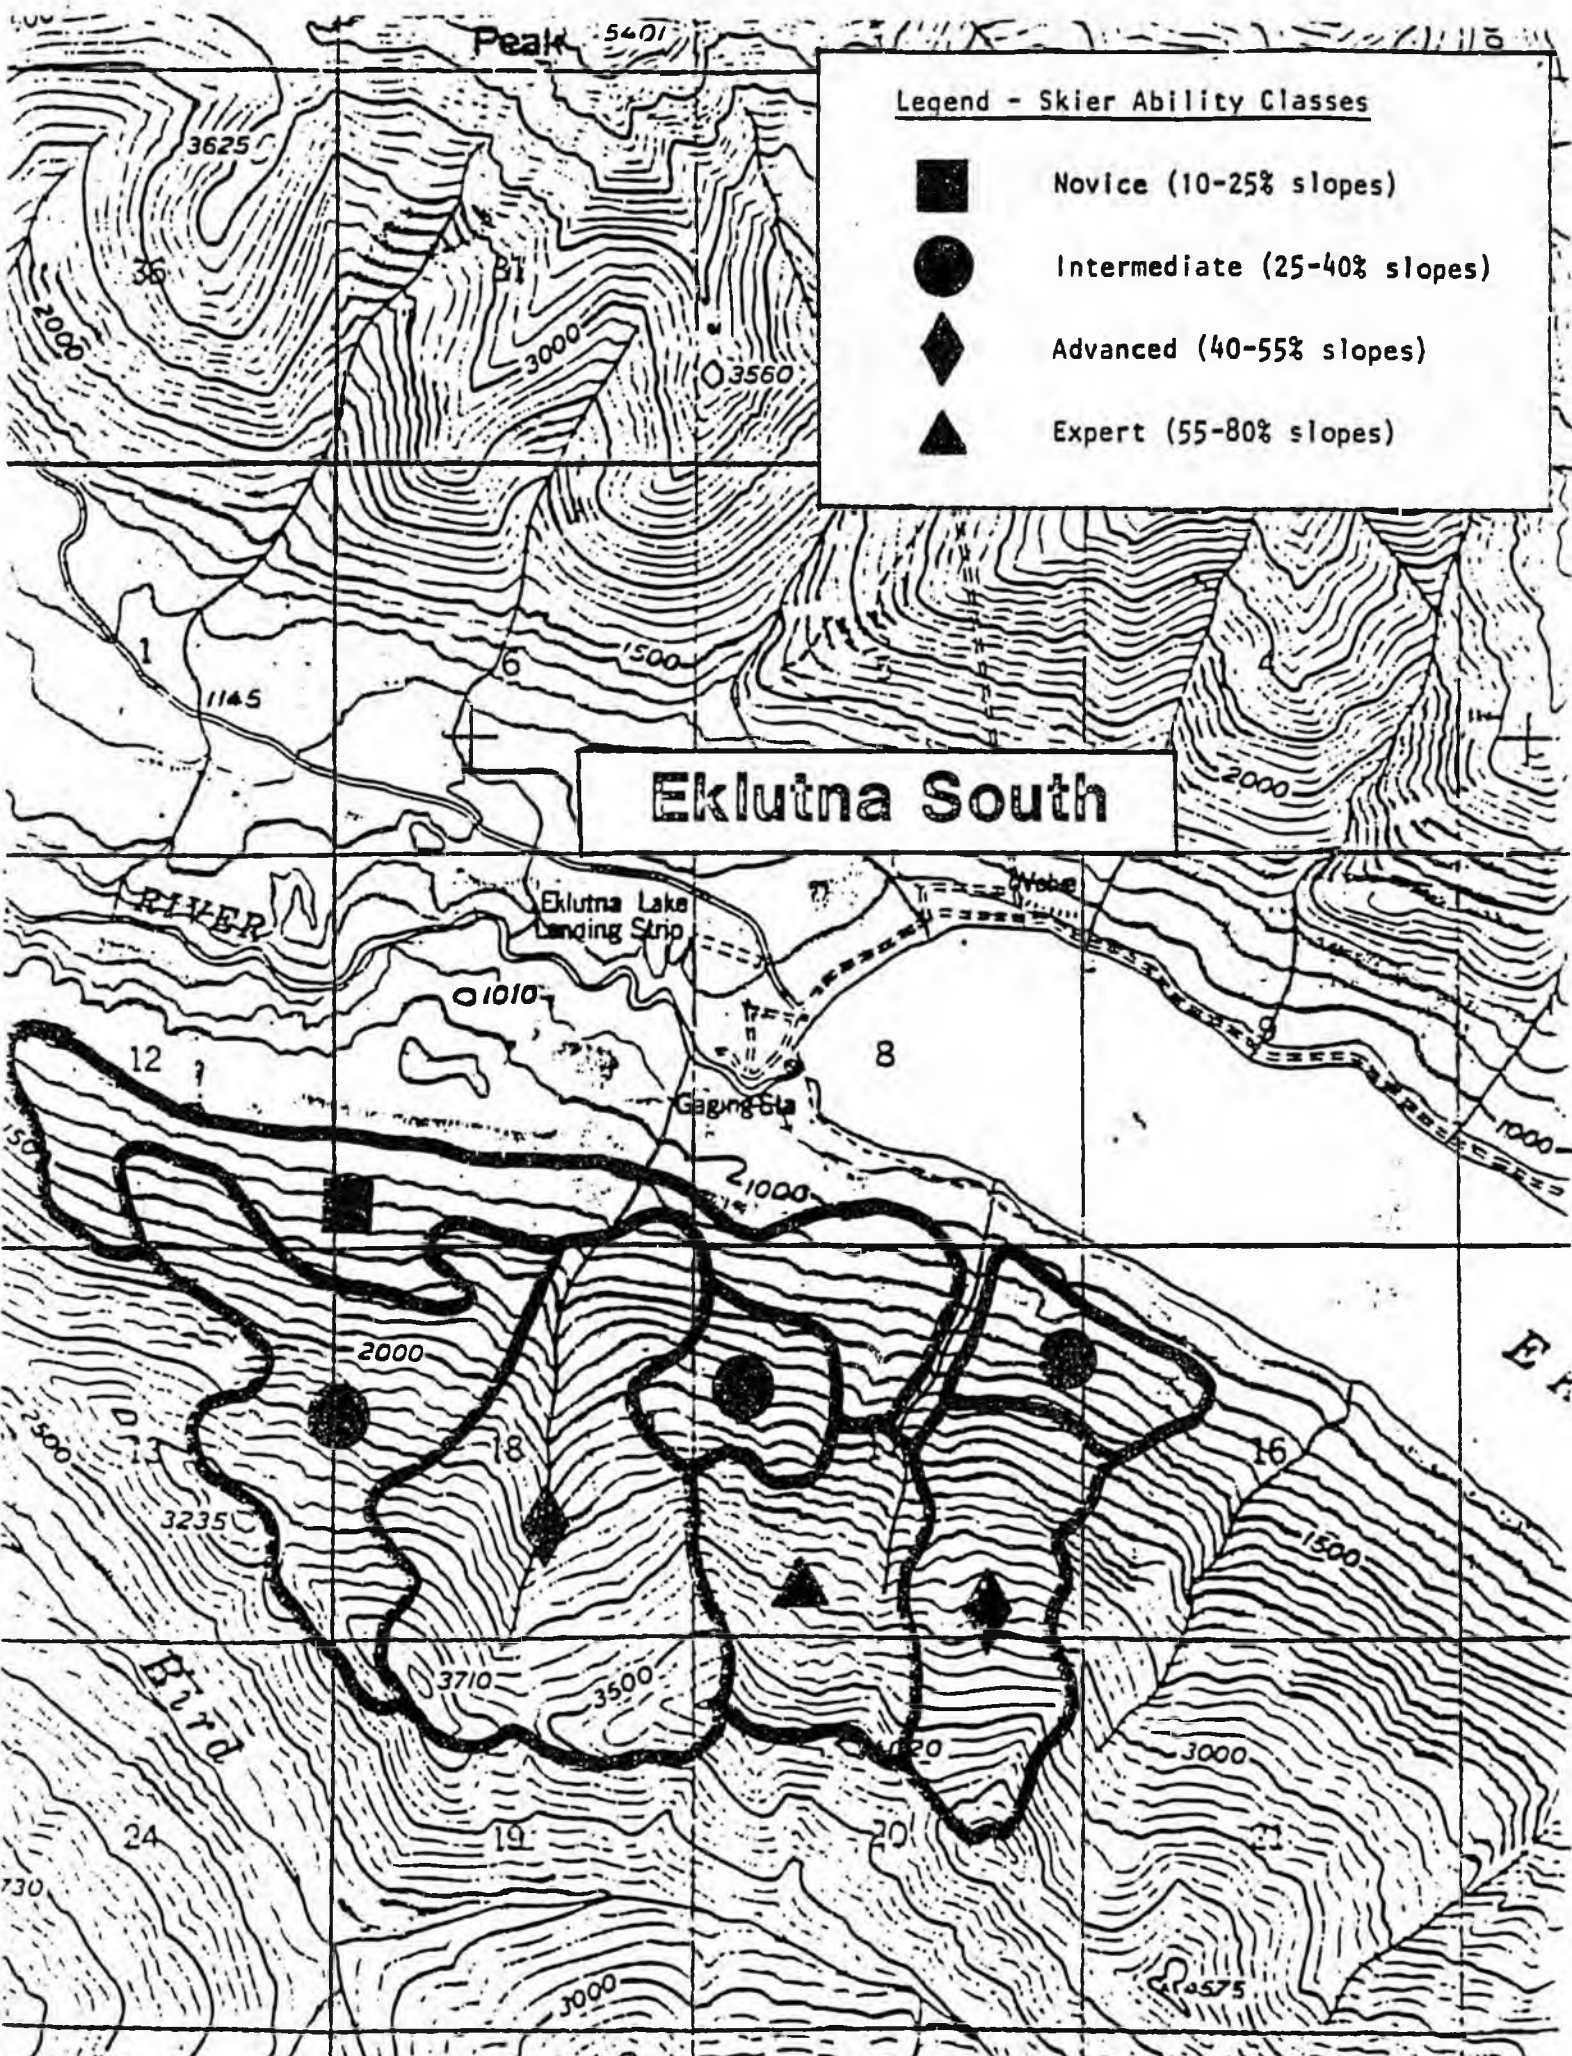 Peak
5401
Legend - Skier Ability Classes
Novice (10-25% slopes)
Intermediate (25-40% slopes)
Advanced (40-55% slopes)
Expert (55-80% slopes)
3625
36
31
2000
3000
3560
1
6
1500
4
1145
2000
Eklutna South
RIVER
Eklutna Lake
Landing Strip
1010
12
8
9
Gaging Sta
1000
1000
2000
2500
13
18
16
3235
1500
3710
3500
Bird
3000
24
19
20
21
730
3000